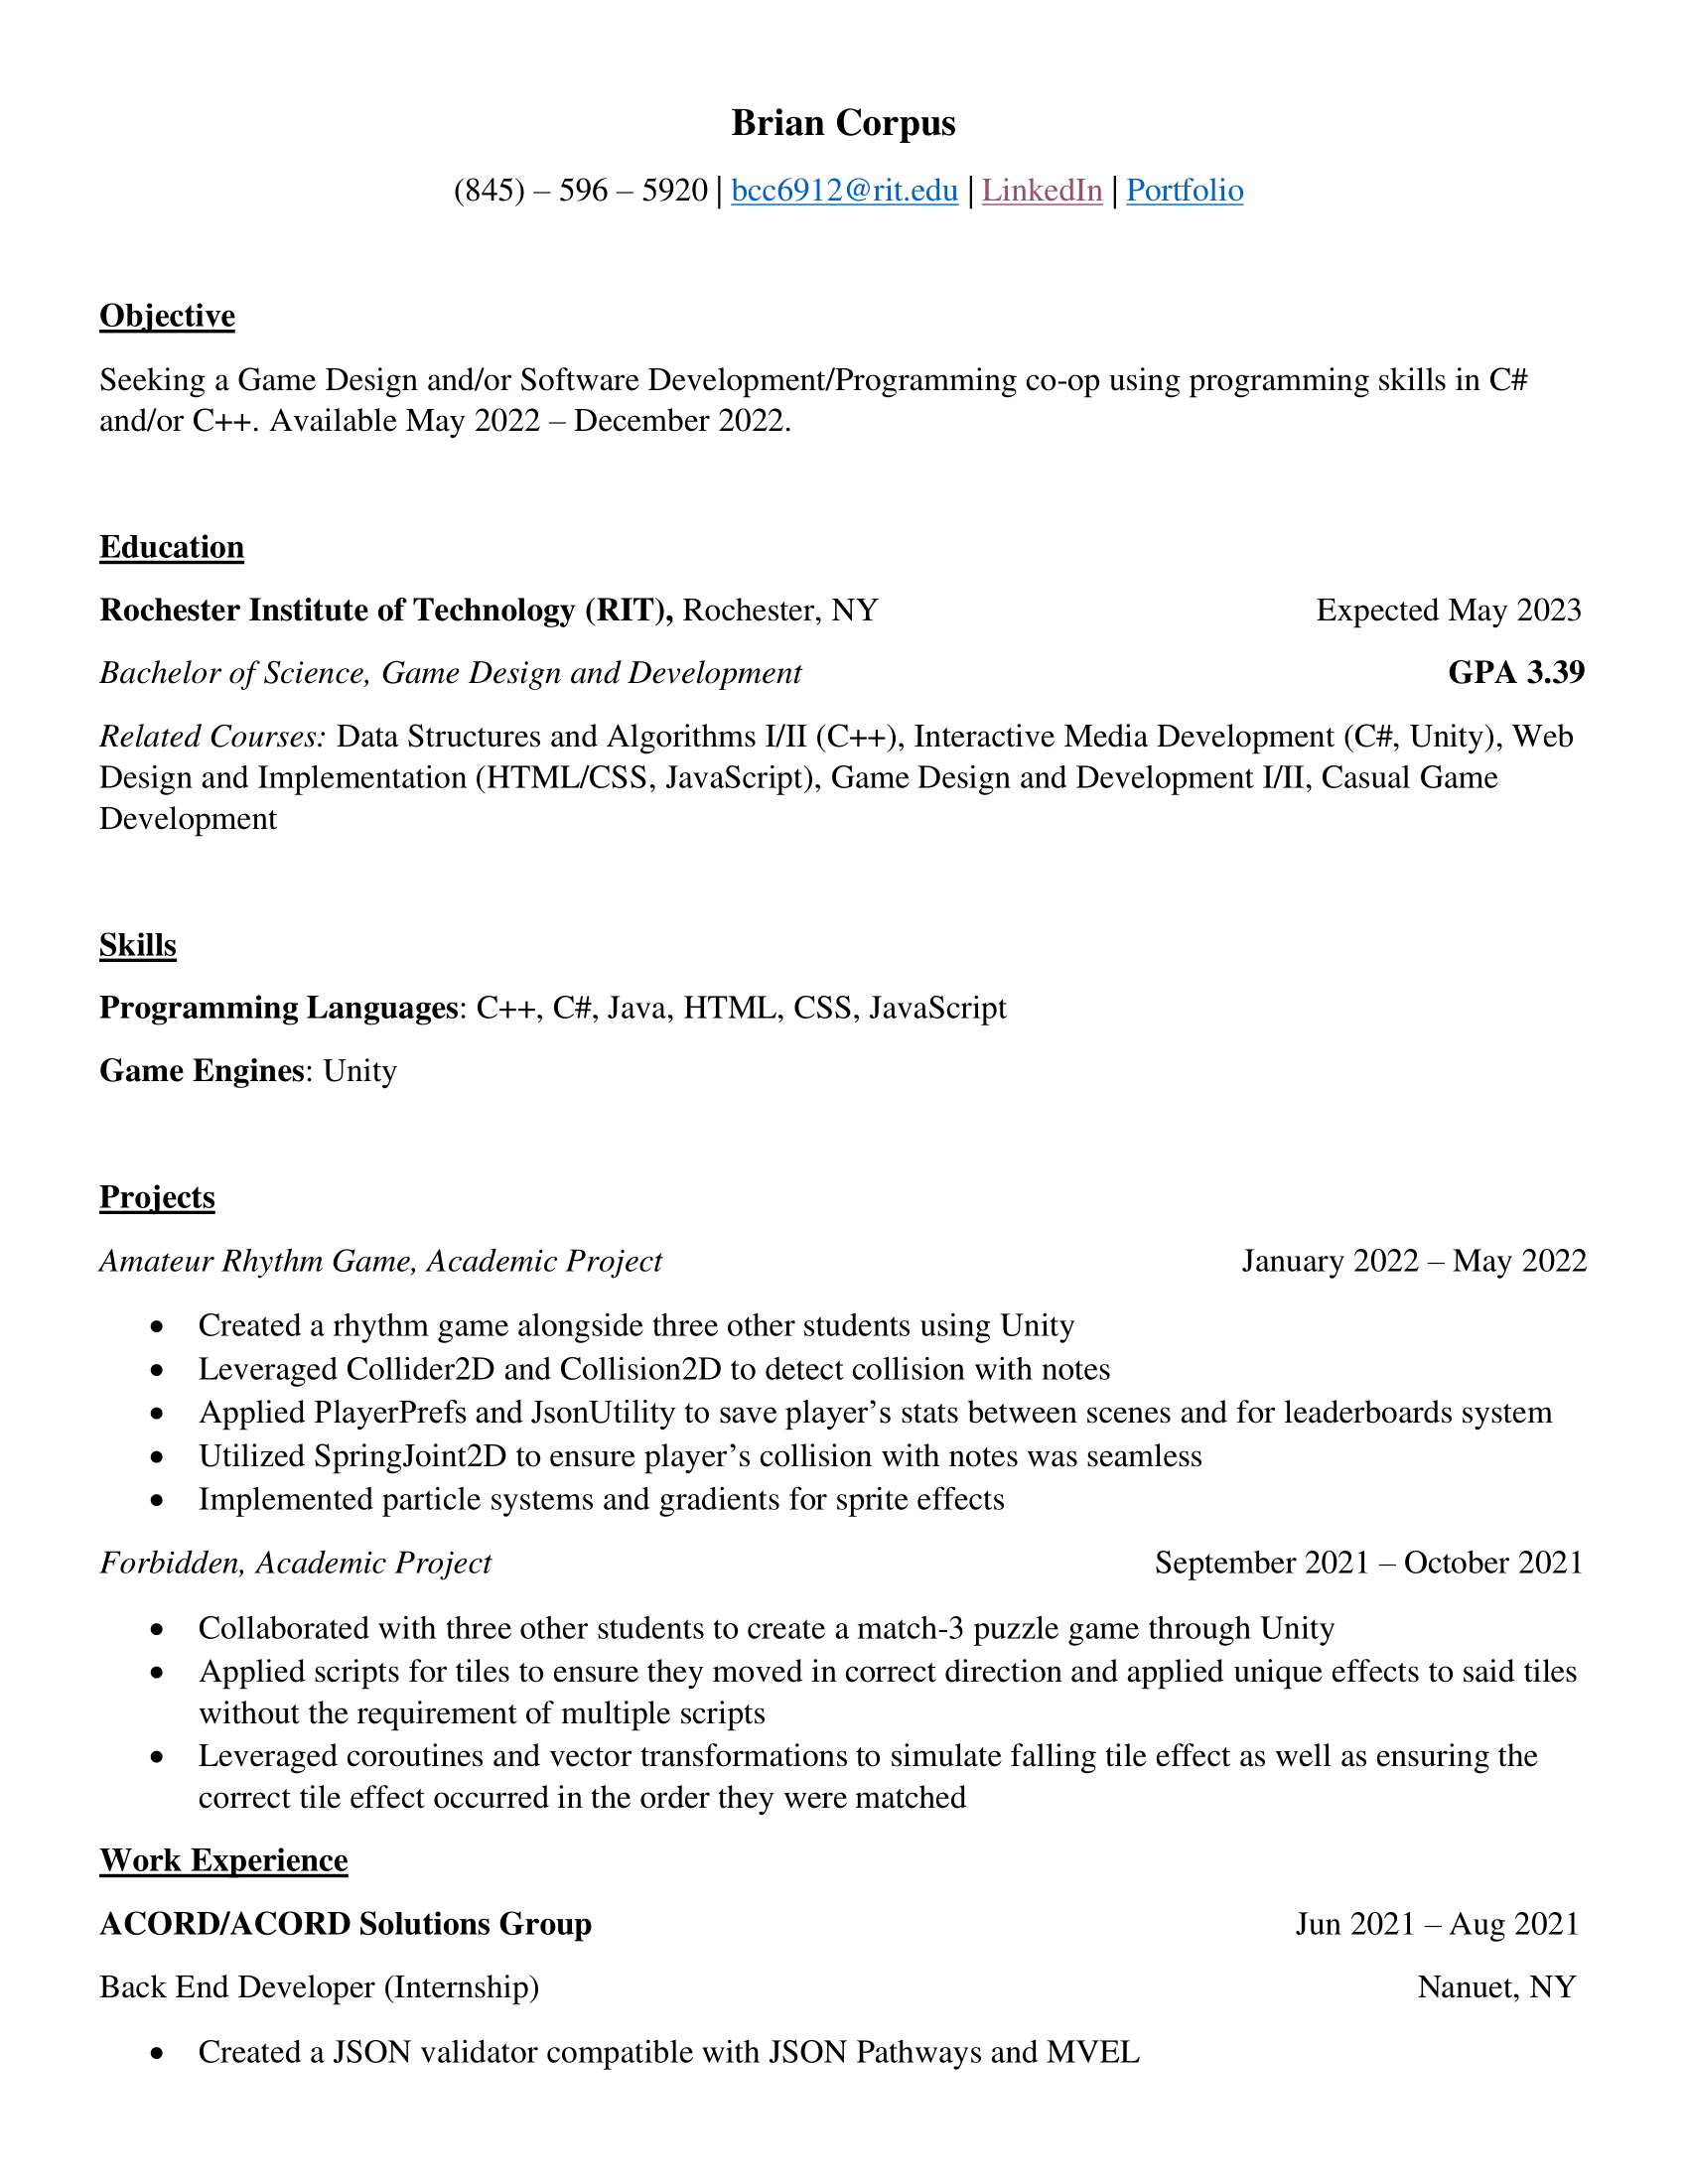 Brian Corpus
(845) – 596 – 5920 | bcc6912@rit.edu | LinkedIn | Portfolio
Objective
Seeking a Game Design and/or Software Development/Programming co-op using programming skills in C#
and/or C++. Available May 2022 – December 2022.
Education
Rochester Institute of Technology (RIT), Rochester, NY Expected May 2023
Bachelor of Science, Game Design and Development GPA 3.39
Related Courses: Data Structures and Algorithms I/II (C++), Interactive Media Development (C#, Unity), Web
Design and Implementation (HTML/CSS, JavaScript), Game Design and Development I/II, Casual Game
Development
Skills
Programming Languages: C++, C#, Java, HTML, CSS, JavaScript
Game Engines: Unity
Projects
Amateur Rhythm Game, Academic Project January 2022 – May 2022
• Created a rhythm game alongside three other students using Unity
• Leveraged Collider2D and Collision2D to detect collision with notes
• Applied PlayerPrefs and JsonUtility to save player’s stats between scenes and for leaderboards system
• Utilized SpringJoint2D to ensure player’s collision with notes was seamless
• Implemented particle systems and gradients for sprite effects
Forbidden, Academic Project September 2021 – October 2021
• Collaborated with three other students to create a match-3 puzzle game through Unity
• Applied scripts for tiles to ensure they moved in correct direction and applied unique effects to said tiles
without the requirement of multiple scripts
• Leveraged coroutines and vector transformations to simulate falling tile effect as well as ensuring the
correct tile effect occurred in the order they were matched
Work Experience
ACORD/ACORD Solutions Group Jun 2021 – Aug 2021
Back End Developer (Internship) Nanuet, NY
• Created a JSON validator compatible with JSON Pathways and MVEL